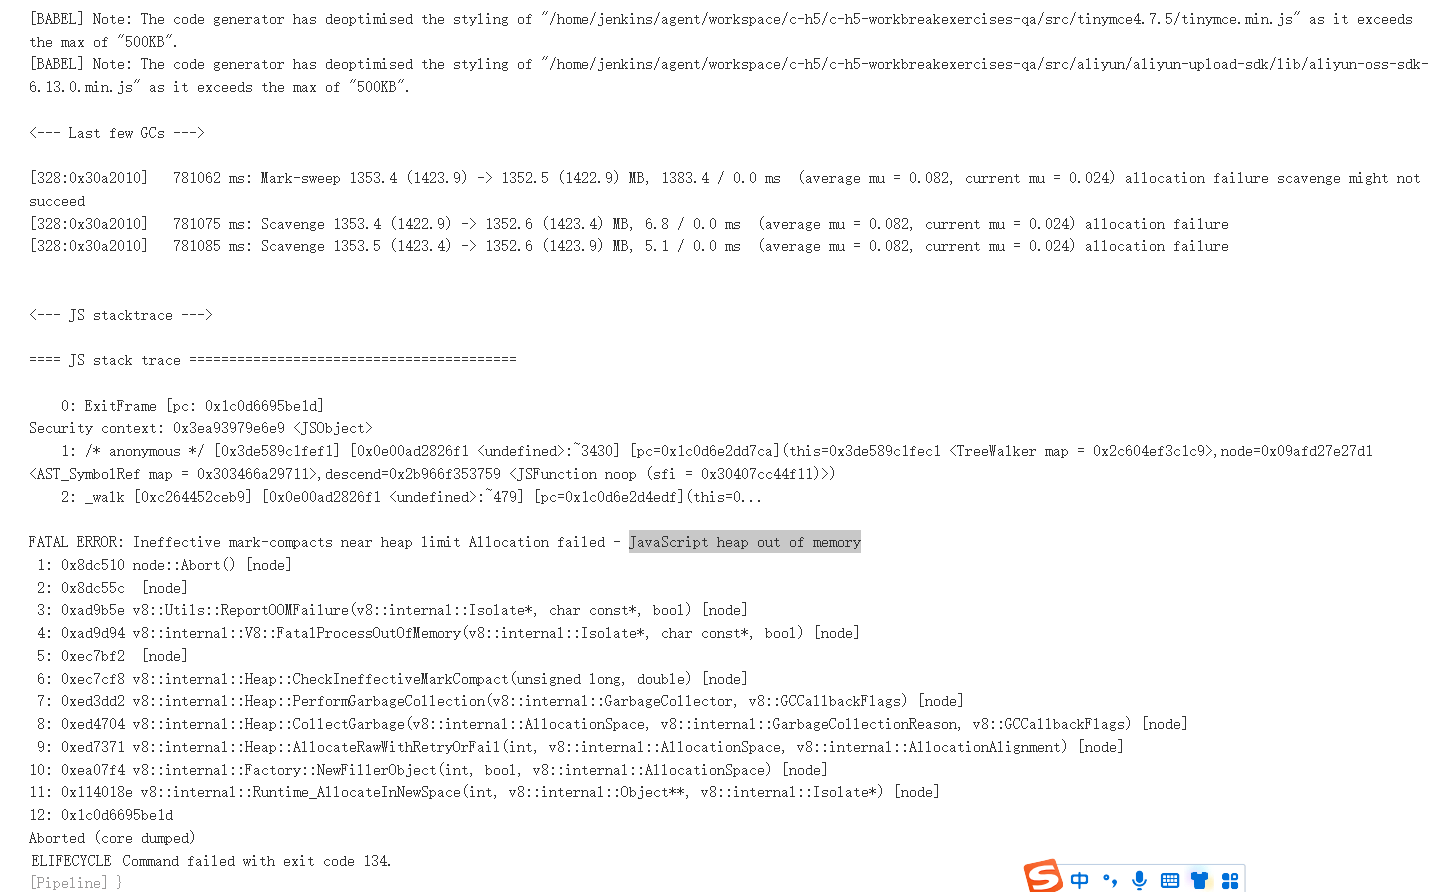 [BABEL] Note: The code generator has deoptimised the styling of "/home/jenkins/agent/workspace/c-h5/c-h5-workbreakexercises-qa/src/tinymce4.7.5/tinymce.min.js" as it exceeds
the max of "500KB".
[BABEL] Note: The code generator has deoptimised the styling of "/home/jenkins/agent/workspace/c-h5/c-h5-workbreakexercises-qa/src/aliyun/aliyun-upload-sdk/lib/aliyun-oss-sdk-
6.13.0.min.js" as it exceeds the max of "500KB".
<--- Last few GCs --->
[328:0x30a2010]   781062 ms: Mark-sweep 1353.4 (1423.9) -> 1352.5 (1422.9) MB, 1383.4 / 0.0 ms  (average mu = 0.082, current mu = 0.024) allocation failure scavenge might not
succeed
[328:0x30a2010]   781075 ms: Scavenge 1353.4 (1422.9) -> 1352.6 (1423.4) MB, 6.8 / 0.0 ms  (average mu = 0.082, current mu = 0.024) allocation failure
[328:0x30a2010]   781085 ms: Scavenge 1353.5 (1423.4) -> 1352.6 (1423.9) MB, 5.1 / 0.0 ms  (average mu = 0.082, current mu = 0.024) allocation failure
<--- JS stacktrace --->
==== JS stack trace =========================================
0: ExitFrame [pc: 0x1c0d6695be1d]
Security context: 0x3ea93979e6e9 <JSObject>
1: /* anonymous */ [0x3de589c1fef1] [0x0e00ad2826f1 <undefined>:~3430] [pc=0x1c0d6e2dd7ca](this=0x3de589c1fec1 <TreeWalker map = 0x2c604ef3c1c9>,node=0x09afd27e27d1
<AST_SymbolRef map = 0x303466a29711>,descend=0x2b966f353759 <JSFunction noop (sfi = 0x30407cc44f11)>)
2: _walk [0xc264452ceb9] [0x0e00ad2826f1 <undefined>:~479] [pc=0x1c0d6e2d4edf](this=0...
FATAL ERROR: Ineffective mark-compacts near heap limit Allocation failed - JavaScript heap out of memory
1: 0x8dc510 node::Abort() [node]
2: 0x8dc55c  [node]
3: 0xad9b5e v8::Utils::ReportOOMFailure(v8::internal::Isolate*, char const*, bool) [node]
4: 0xad9d94 v8::internal::V8::FatalProcessOutOfMemory(v8::internal::Isolate*, char const*, bool) [node]
5: 0xec7bf2  [node]
6: 0xec7cf8 v8::internal::Heap::CheckIneffectiveMarkCompact(unsigned long, double) [node]
7: 0xed3dd2 v8::internal::Heap::PerformGarbageCollection(v8::internal::GarbageCollector, v8::GCCallbackFlags) [node]
8: 0xed4704 v8::internal::Heap::CollectGarbage(v8::internal::AllocationSpace, v8::internal::GarbageCollectionReason, v8::GCCallbackFlags) [node]
9: 0xed7371 v8::internal::Heap::AllocateRawWithRetryOrFail(int, v8::internal::AllocationSpace, v8::internal::AllocationAlignment) [node]
10: 0xea07f4 v8::internal::Factory::NewFillerObject(int, bool, v8::internal::AllocationSpace) [node]
11: 0x114018e v8::internal::Runtime_AllocateInNewSpace(int, v8::internal::Object**, v8::internal::Isolate*) [node]
12: 0x1c0d6695be1d
Aborted (core dumped)
ELIFECYCLE Command failed with exit code 134.
[Pipeline] }
S 中 °,